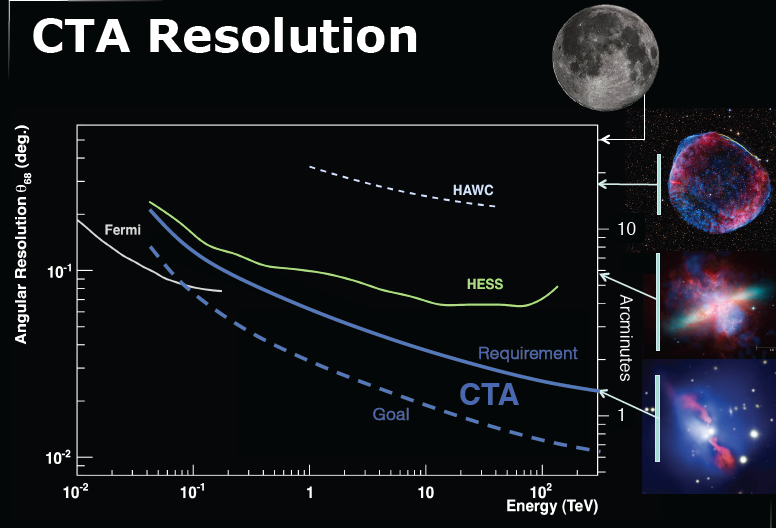 CTA Resolution
Angular Resolution θ68 (deg.)
HAWC
Fermi
10
10⁻¹
HESS
Arcminutes
Requirement
CTA
Goal
1
10⁻²
10⁻² 10⁻¹ 1 10 10²
Energy (TeV)